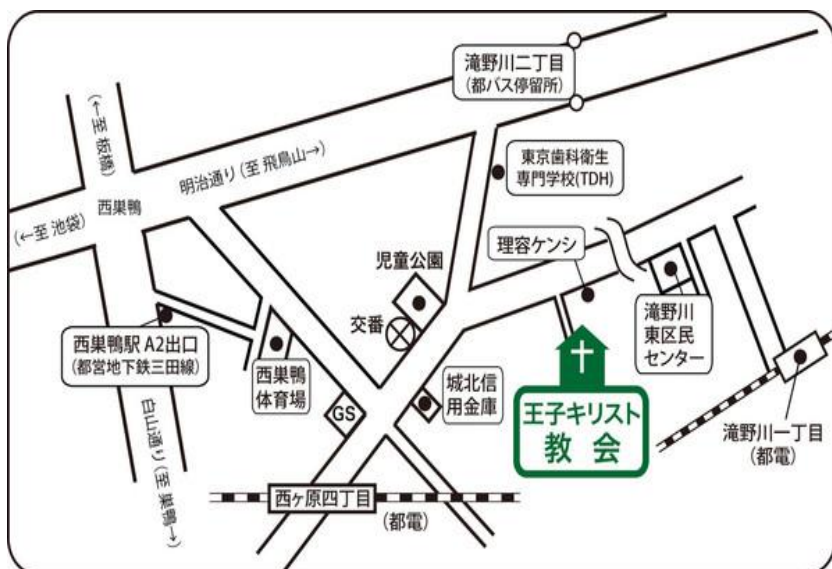 滝野川二丁目
（都バス停留所）
（←至 板橋）
明治通り（至 飛鳥山→）
西巣鴨
（←至 池袋）
東京歯科衛生
専門学校(TDH)
理容ケンシ
児童公園
交番
滝野川
東区民
センター
西巣鴨駅 A2出口
（都営地下鉄三田線）
西巣鴨
体育場
城北信
用金庫
GS
王子キリスト
教会
白山通り（至 巣鴨→）
滝野川一丁目
（都電）
西ヶ原四丁目
（都電）